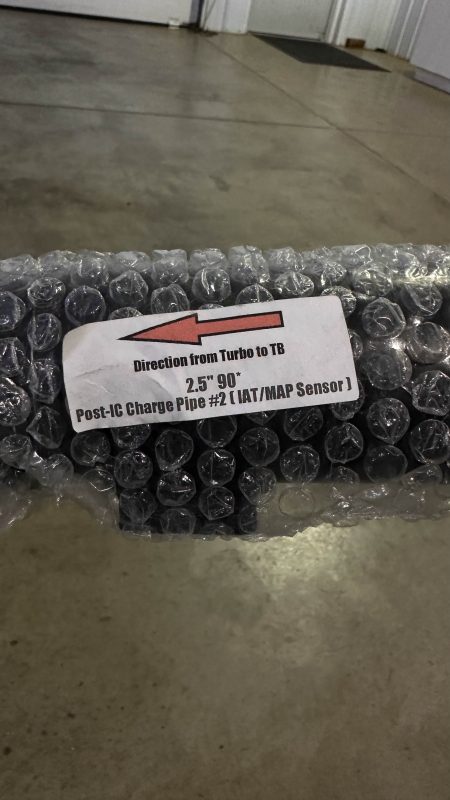 Direction from Turbo to TB
2.5" 90*
Post-IC Charge Pipe #2 ( IAT/MAP Sensor )